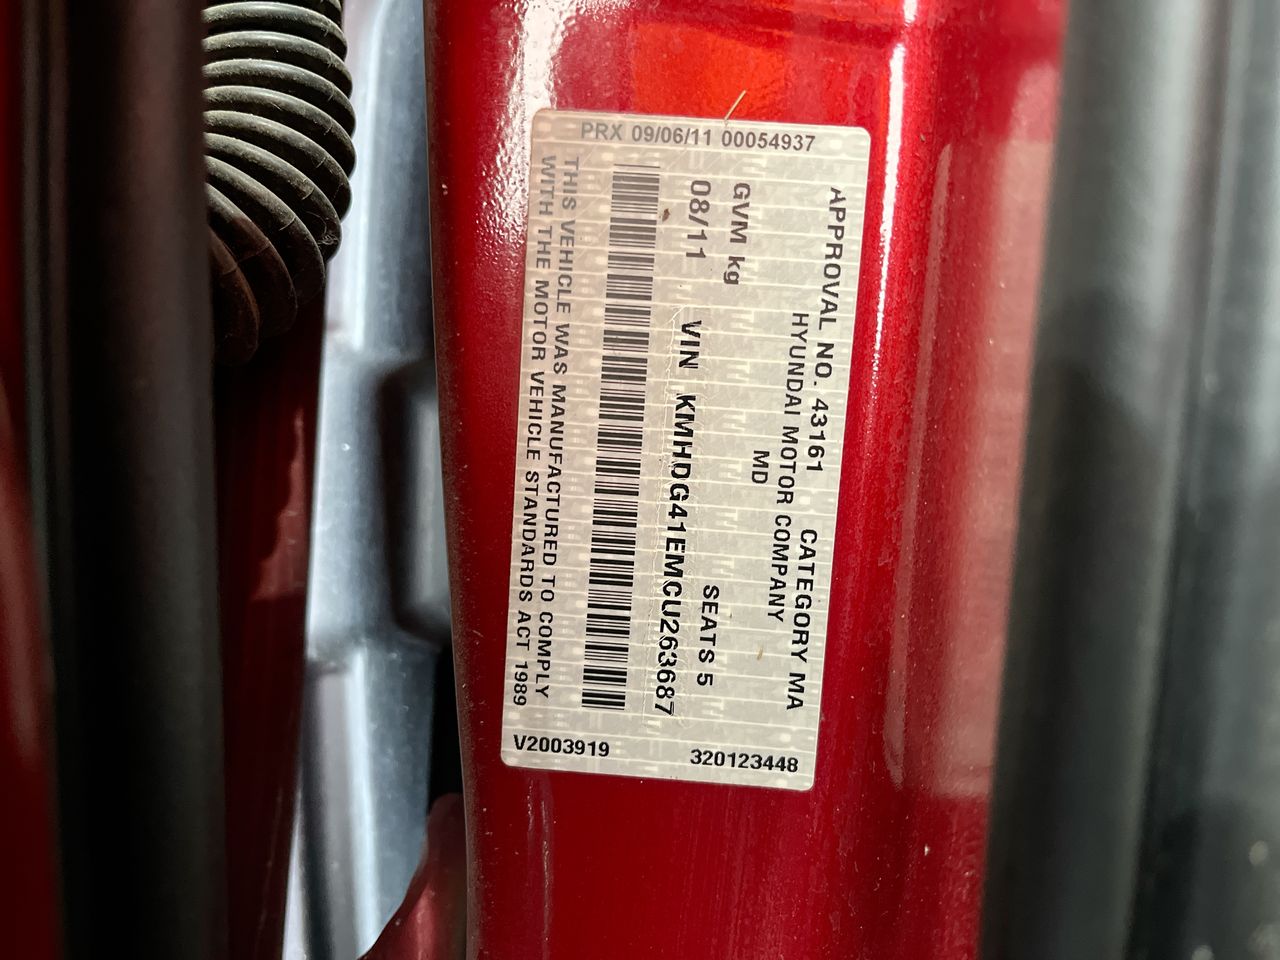 PRX 09/06/11 00054937
APPROVAL NO. 43161 CATEGORY MA
HYUNDAI MOTOR COMPANY
MD
GVM kg
SEATS 5
08/11 VIN KMHDG41EMCU263687
THIS VEHICLE WAS MANUFACTURED TO COMPLY
WITH THE MOTOR VEHICLE STANDARDS ACT 1989
V2003919 320123448